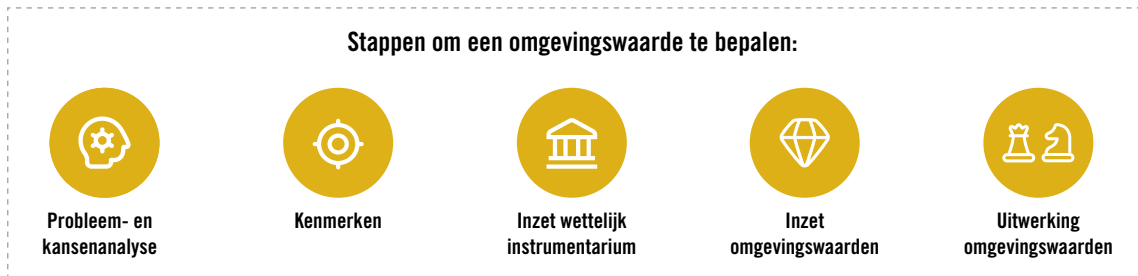 Stappen om een omgevingswaarde te bepalen:
Probleem- en
kansenanalyse
Kenmerken
Inzet wettelijk
instrumentarium
Inzet
omgevingswaarden
Uitwerking
omgevingswaarden